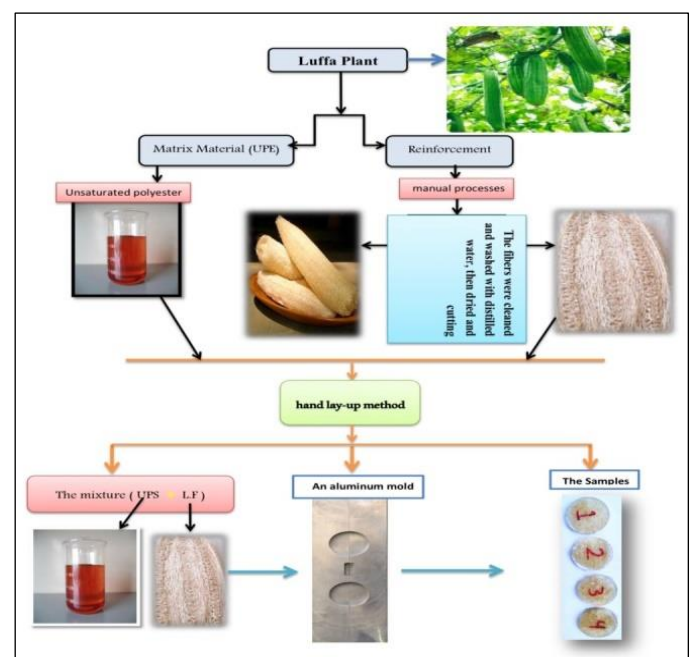 Luffa Plant
Matrix Material (UPE)
Reinforcement
Unsaturated polyester
manual processes
The fibers were cleaned
and washed with distilled
water, then dried and
cutting
hand lay-up method
The mixture ( UPS + L.F )
An aluminum mold
The Samples
1
2
3
4